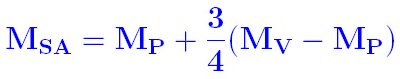 M_SA = M_P + 3/4 (M_V − M_P)